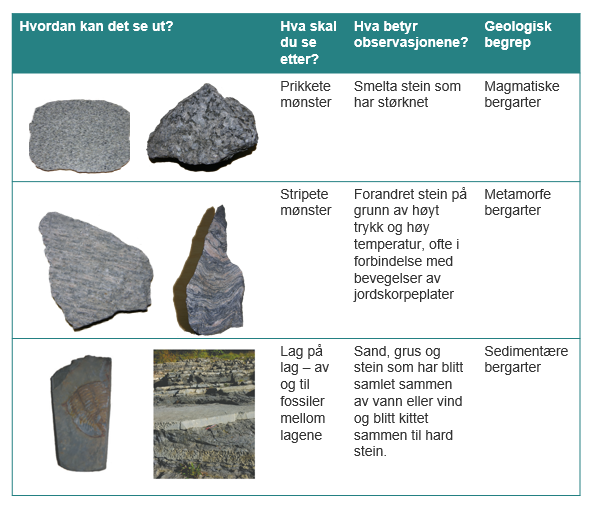 Hvordan kan det se ut?
Hva skal
du se
etter?
Hva betyr
observasjonene?
Geologisk
begrep
Prikkete
mønster
Smelta stein som
har størknet
Magmatiske
bergarter
Stripete
mønster
Forandret stein på
grunn av høyt
trykk og høy
temperatur, ofte i
forbindelse med
bevegelser av
jordskorpeplater
Metamorfe
bergarter
Lag på
lag – av
og til
fossiler
mellom
lagene
Sand, grus og
stein som har blitt
samlet sammen
av vann eller vind
og blitt kittet
sammen til hard
stein.
Sedimentære
bergarter